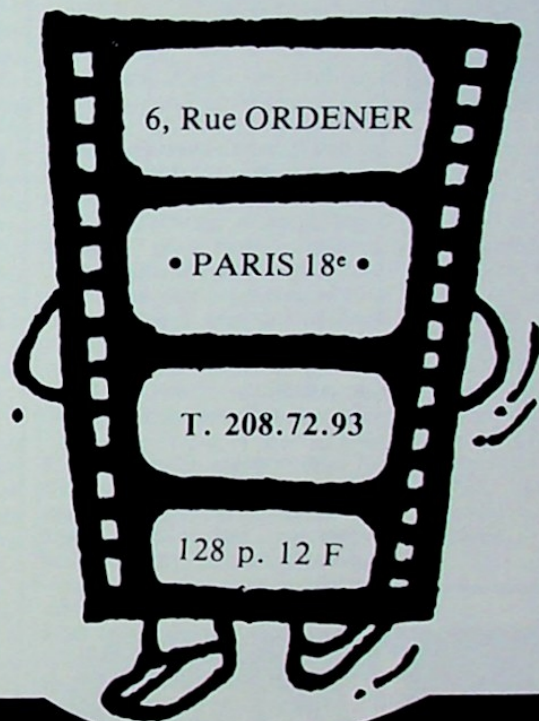 6, Rue ORDENER
• PARIS 18ᵉ •
T. 208.72.93
128 p. 12 F